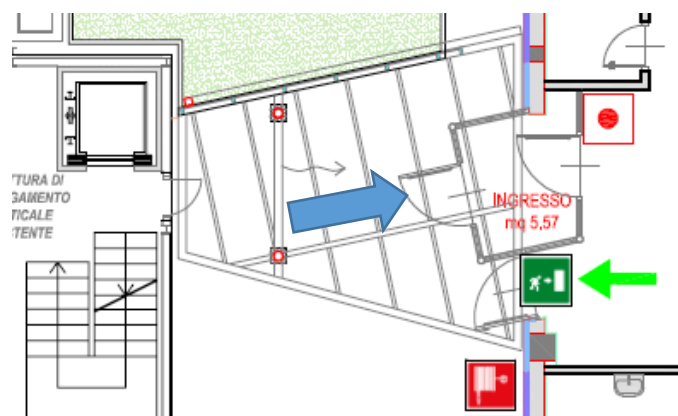 TTURA DI
GAMENTO
TICALE
TENTE
INGRESSO
mq 5,57